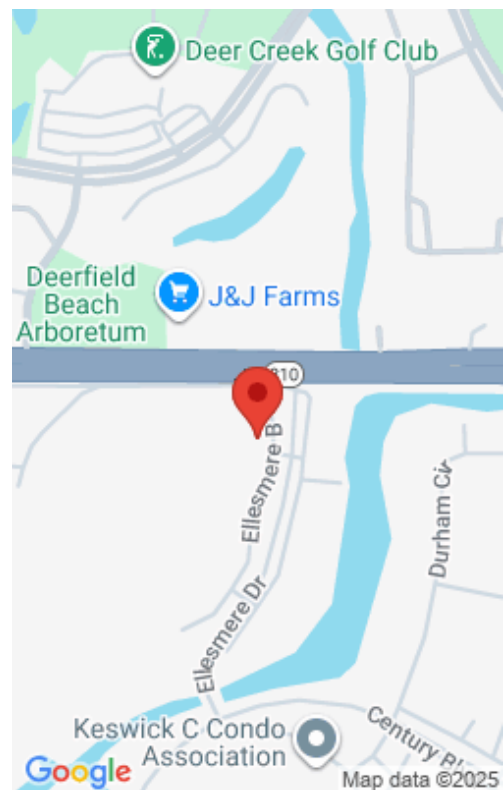 Deer Creek Golf Club
Deerfield
Beach
Arboretum
J&J Farms
810
Ellesmere B
Durham Cir
Ellesmere Dr
Keswick C Condo
Association
Century Bl
Google
Map data ©2025